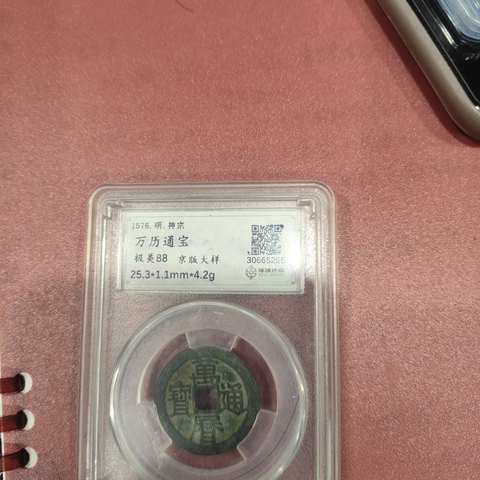 1576.明.神宗
万历通宝
极美88 京版大样
30665295
25.3*1.1mm*4.2g
萬曆通寶